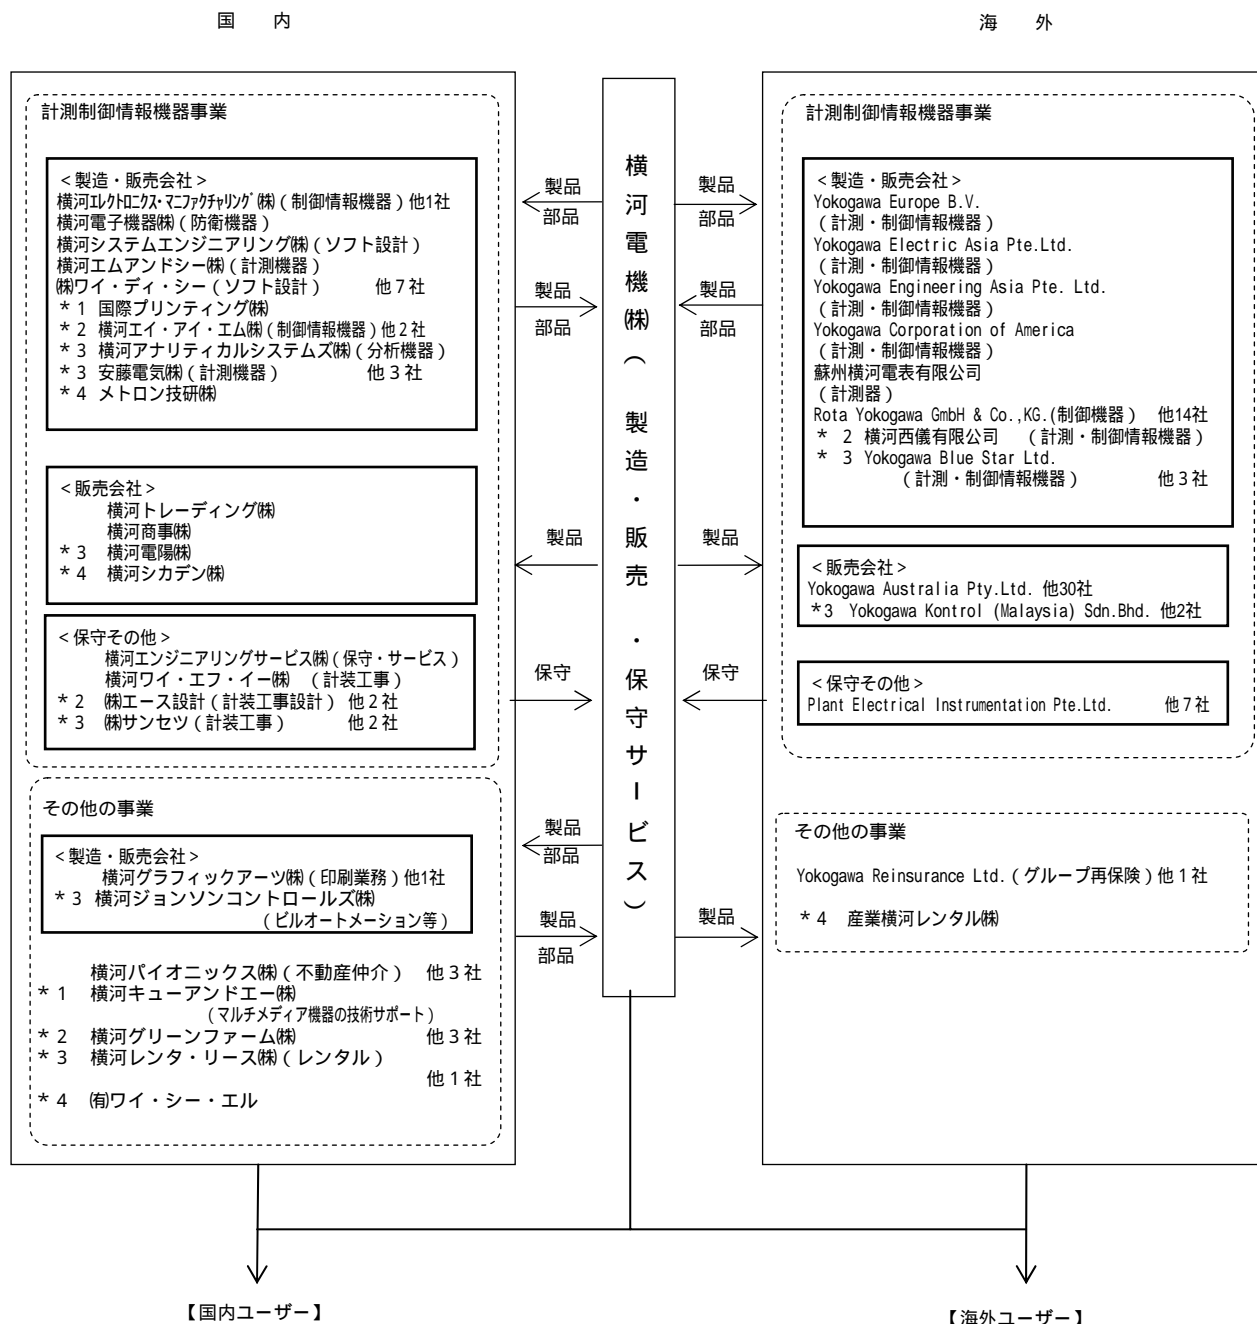 国　内
計測制御情報機器事業
＜製造・販売会社＞
横河ｴﾚｸﾄﾛﾆｸｽ・ﾏﾆﾌｧｸﾁｬﾘﾝｸﾞ㈱（制御情報機器）他1社
横河電子機器㈱（防衛機器）
横河システムエンジニアリング㈱（ソフト設計）
横河エムアンドシー㈱（計測機器）
㈱ワイ・ディ・シー（ソフト設計）　他７社
＊１ 国際プリンティング㈱
＊２ 横河エイ・アイ・エム㈱（制御情報機器）他２社
＊３ 横河アナリティカルシステムズ㈱（分析機器）
＊３ 安藤電気㈱（計測機器）　他３社
＊４ メトロン技研㈱
＜販売会社＞
横河トレーディング㈱
横河商事㈱
＊３ 横河電陽㈱
＊４ 横河シカデン㈱
＜保守その他＞
横河エンジニアリングサービス㈱（保守・サービス）
横河ワイ・エフ・イー㈱　（計装工事）
＊２ ㈱エース設計（計装工事設計）他２社
＊３ ㈱サンセツ（計装工事）　他２社
その他の事業
＜製造・販売会社＞
横河グラフィックアーツ㈱（印刷業務）他1社
＊３ 横河ジョンソンコントロールズ㈱
（ビルオートメーション等）
横河パイオニックス㈱（不動産仲介）　他３社
＊１ 横河キューアンドエー㈱
（マルチメディア機器の技術サポート）
＊２ 横河グリーンファーム㈱　他３社
＊３ 横河レンタ・リース㈱（レンタル）
他１社
＊４ ㈲ワイ・シー・エル
製品
部品
製品
部品
製品
保守
製品
部品
製品
部品
横河電機㈱（製造・販売・保守サービス）
製品
部品
製品
部品
製品
保守
製品
海　外
計測制御情報機器事業
＜製造・販売会社＞
Yokogawa Europe B.V.
（計測・制御情報機器）
Yokogawa Electric Asia Pte.Ltd.
（計測・制御情報機器）
Yokogawa Engineering Asia Pte. Ltd.
（計測・制御情報機器）
Yokogawa Corporation of America
（計測・制御情報機器）
蘇州横河電表有限公司
（計測器）
Rota Yokogawa GmbH & Co.,KG.(制御機器)　他14社
＊ 2 横河西儀有限公司　（計測・制御情報機器）
＊ 3 Yokogawa Blue Star Ltd.
（計測・制御情報機器）　他３社
＜販売会社＞
Yokogawa Australia Pty.Ltd. 他30社
*3 Yokogawa Kontrol (Malaysia) Sdn.Bhd. 他2社
＜保守その他＞
Plant Electrical Instrumentation Pte.Ltd.　他７社
その他の事業
Yokogawa Reinsurance Ltd.（グループ再保険）他１社
＊４ 産業横河レンタル㈱
【国内ユーザー】
【海外ユーザー】